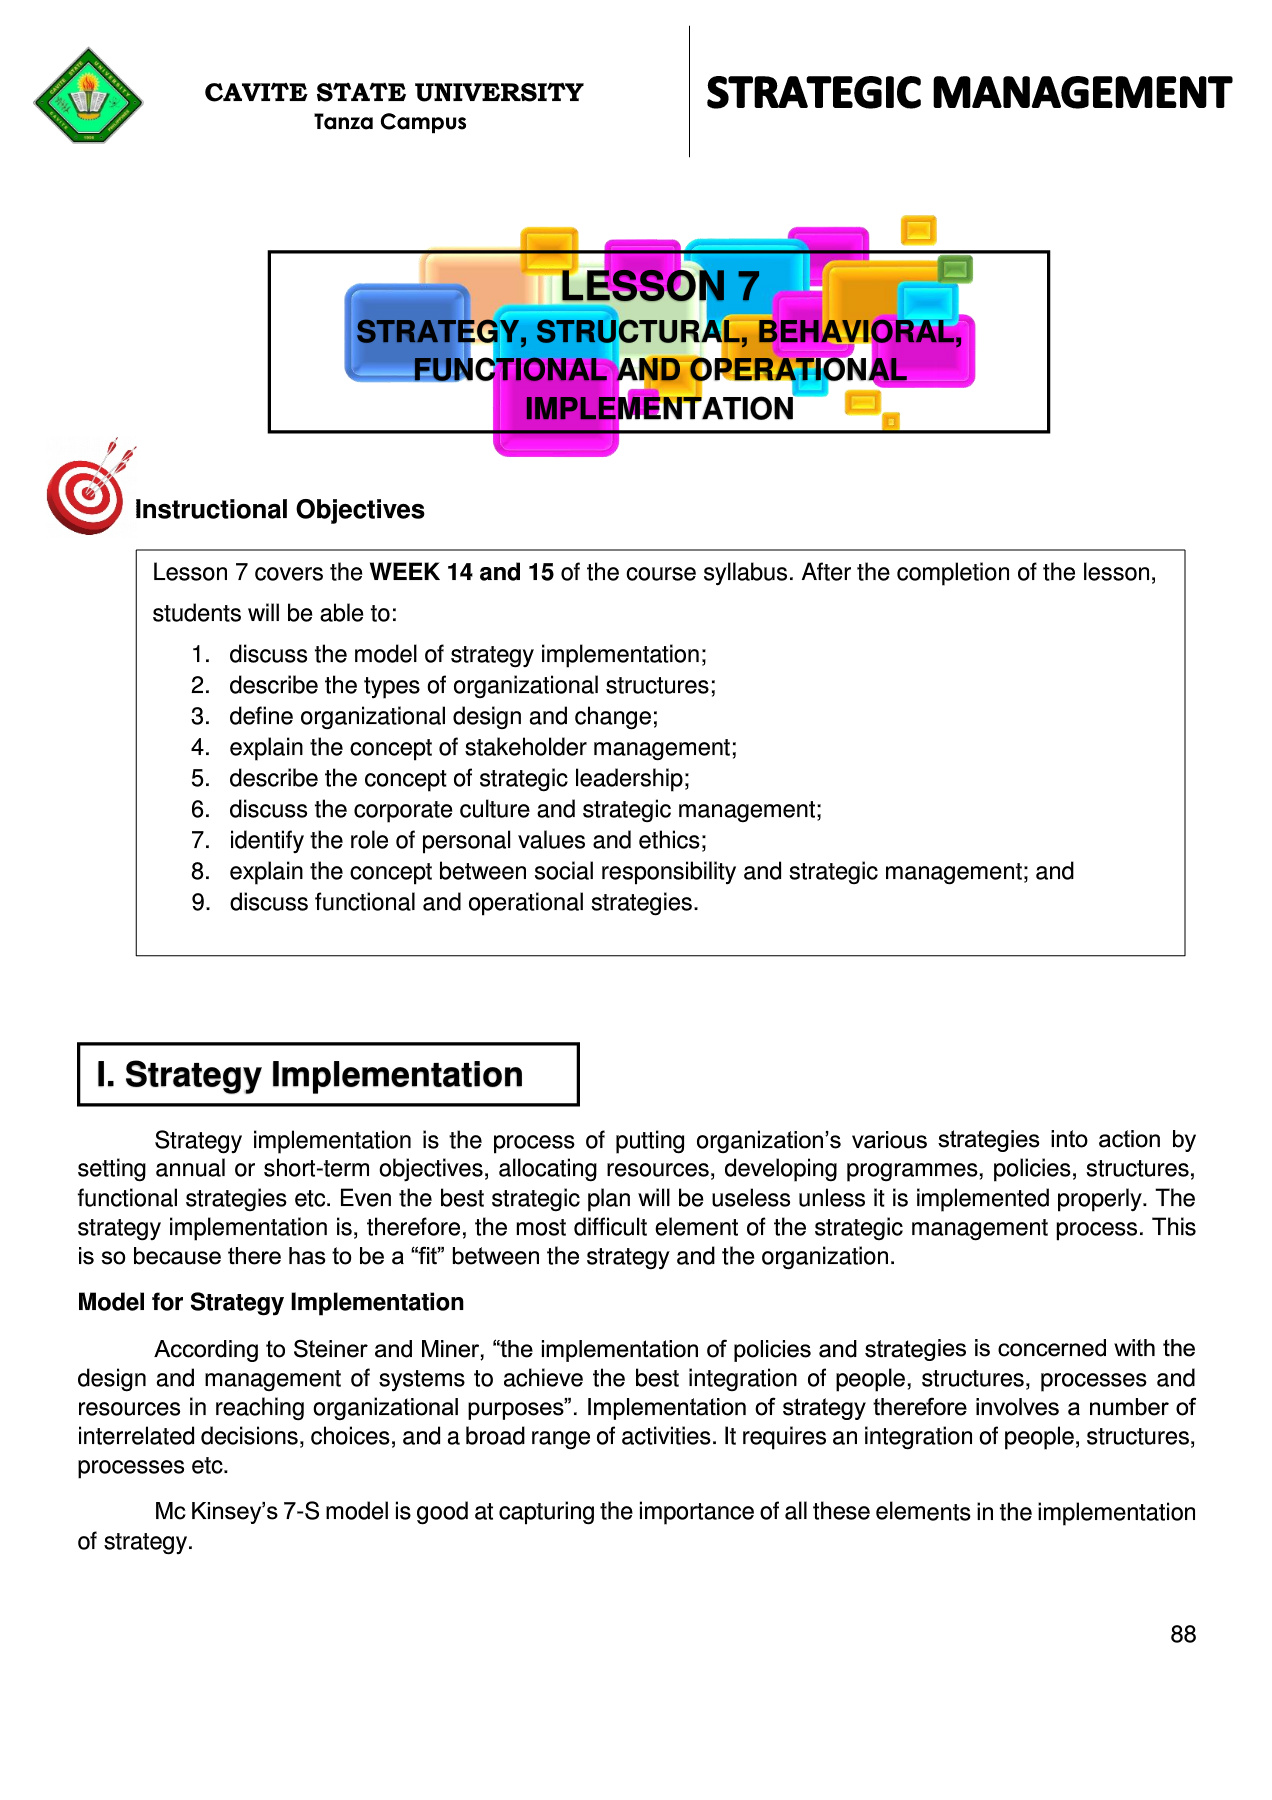 CAVITE STATE UNIVERSITY
Tanza Campus
STRATEGIC MANAGEMENT
LESSON 7
STRATEGY, STRUCTURAL, BEHAVIORAL,
FUNCTIONAL AND OPERATIONAL
IMPLEMENTATION
Instructional Objectives
Lesson 7 covers the WEEK 14 and 15 of the course syllabus. After the completion of the lesson,
students will be able to:
1. discuss the model of strategy implementation;
2. describe the types of organizational structures;
3. define organizational design and change;
4. explain the concept of stakeholder management;
5. describe the concept of strategic leadership;
6. discuss the corporate culture and strategic management;
7. identify the role of personal values and ethics;
8. explain the concept between social responsibility and strategic management; and
9. discuss functional and operational strategies.
I. Strategy Implementation
Strategy implementation is the process of putting organization’s various strategies into action by
setting annual or short-term objectives, allocating resources, developing programmes, policies, structures,
functional strategies etc. Even the best strategic plan will be useless unless it is implemented properly. The
strategy implementation is, therefore, the most difficult element of the strategic management process. This
is so because there has to be a “fit” between the strategy and the organization.
Model for Strategy Implementation
According to Steiner and Miner, “the implementation of policies and strategies is concerned with the
design and management of systems to achieve the best integration of people, structures, processes and
resources in reaching organizational purposes”. Implementation of strategy therefore involves a number of
interrelated decisions, choices, and a broad range of activities. It requires an integration of people, structures,
processes etc.
Mc Kinsey’s 7-S model is good at capturing the importance of all these elements in the implementation
of strategy.
88